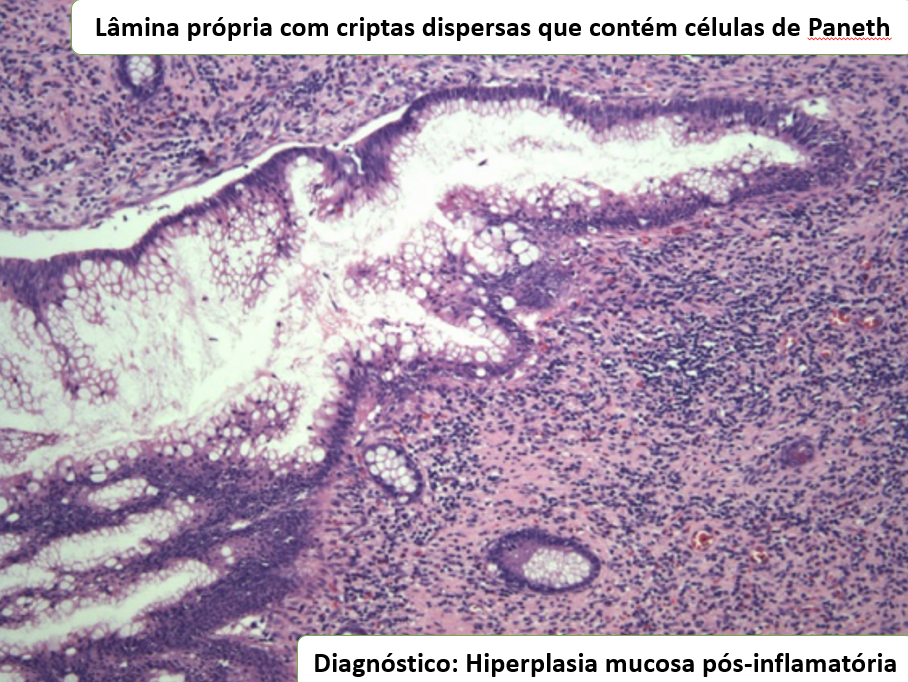 Lâmina própria com criptas dispersas que contém células de Paneth
Diagnóstico: Hiperplasia mucosa pós-inflamatória